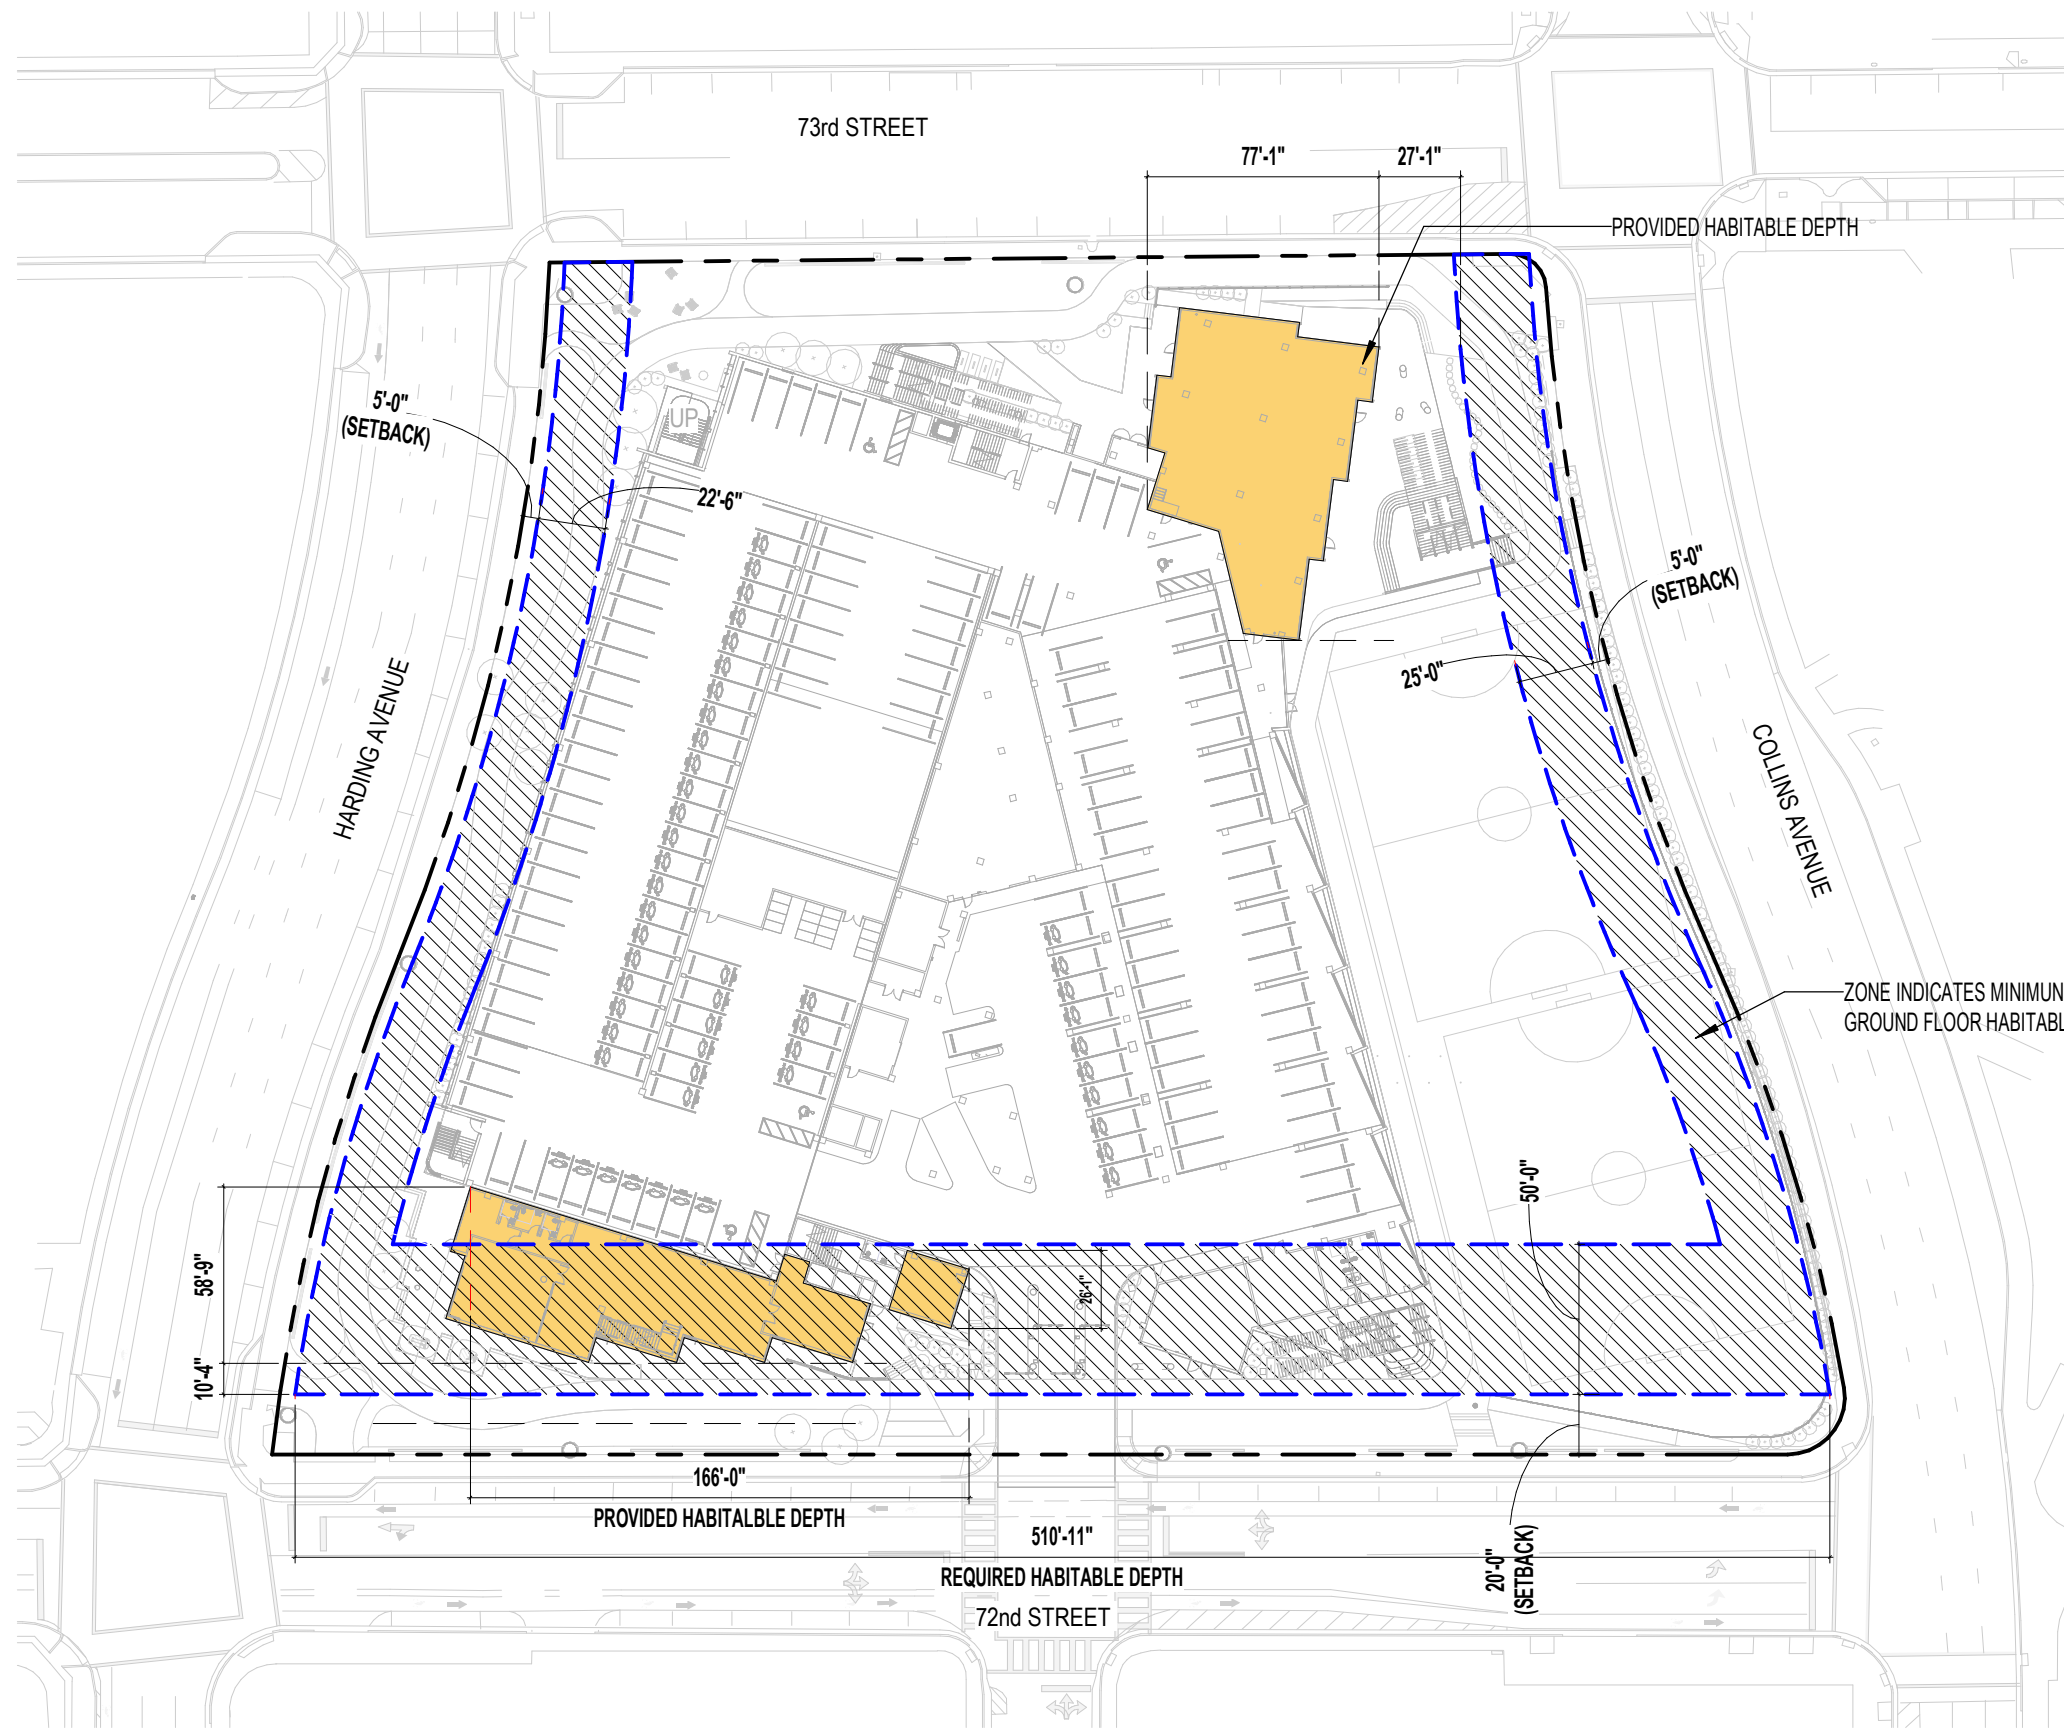 73rd STREET
77'-1"
27'-1"
PROVIDED HABITABLE DEPTH
5'-0"
(SETBACK)
UP
22'-6"
5'-0"
(SETBACK)
25'-0"
HARDING AVENUE
COLLINS AVENUE
ZONE INDICATES MINIMUN
GROUND FLOOR HABITABL
50'-0"
58'-9"
26'-1"
10'-4"
166'-0"
PROVIDED HABITALBLE DEPTH
510'-11"
REQUIRED HABITABLE DEPTH
20'-0"
(SETBACK)
72nd STREET